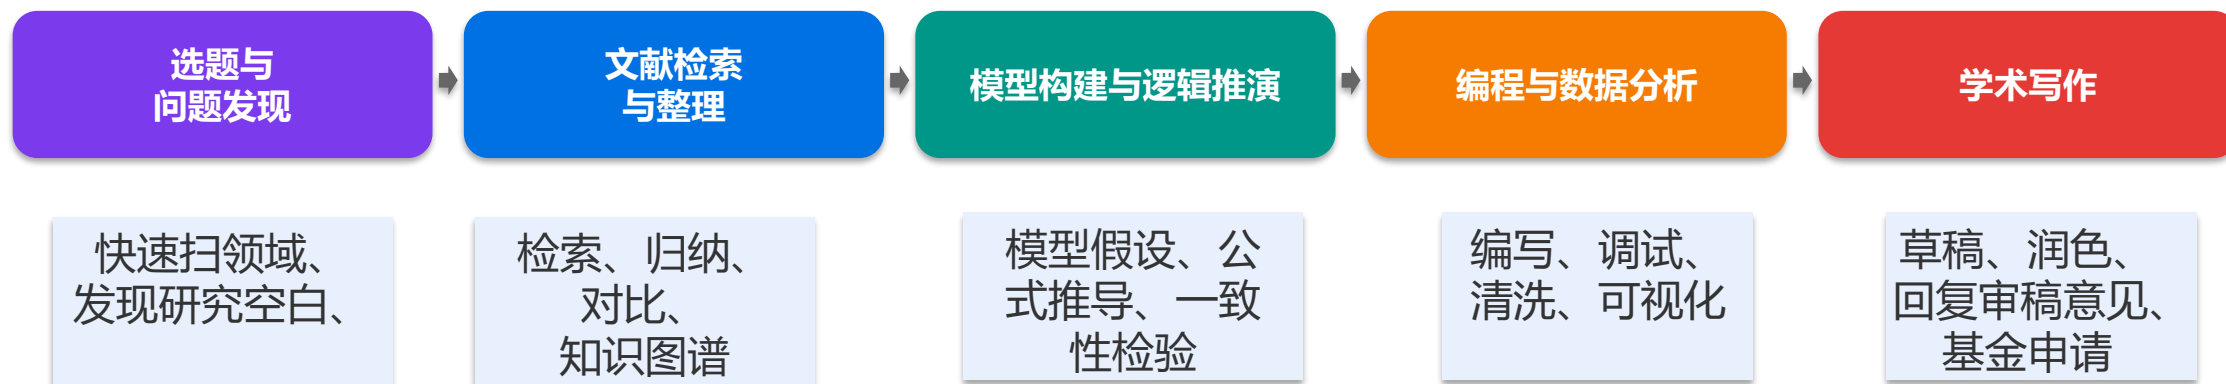 选题与
问题发现
文献检索
与整理
模型构建与逻辑推演
编程与数据分析
学术写作
快速扫领域、
发现研究空白、
检索、归纳、
对比、
知识图谱
模型假设、公
式推导、一致
性检验
编写、调试、
清洗、可视化
草稿、润色、
回复审稿意见、
基金申请